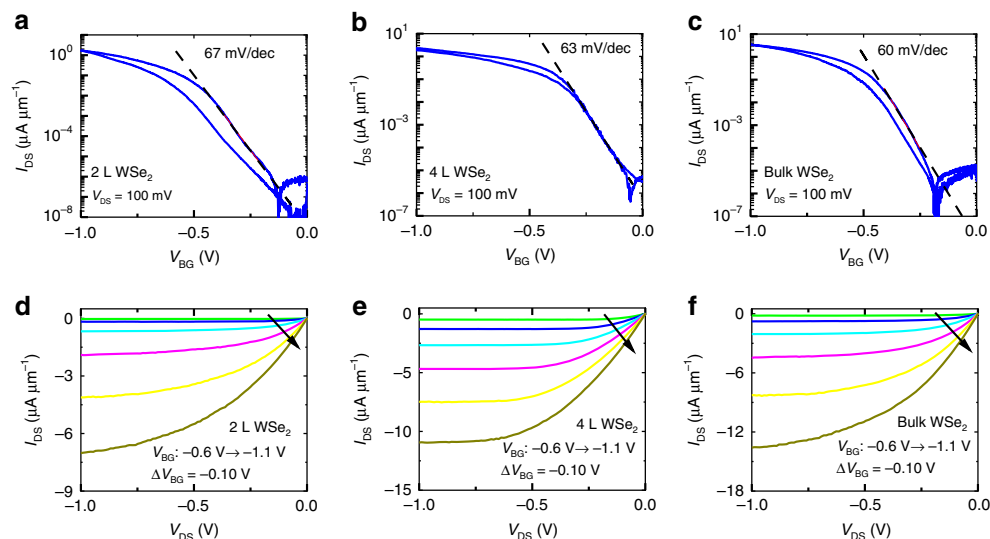 a
67 mV/dec
10⁰
10⁻⁴
10⁻⁸
I_DS (µA µm⁻¹)
2 L WSe₂
V_DS = 100 mV
−1.0
−0.5
0.0
V_BG (V)
b
63 mV/dec
10¹
10⁻¹
10⁻4
10⁻⁷
I_DS (µA µm⁻¹)
4 L WSe₂
V_DS = 100 mV
−1.0
−0.5
0.0
V_BG (V)
c
60 mV/dec
10¹
10⁻¹
10⁻⁴
10⁻⁷
I_DS (µA µm⁻¹)
Bulk WSe₂
V_DS = 100 mV
−1.0
−0.5
0.0
V_BG (V)
d
0
−3
−6
−9
I_DS (µA µm⁻¹)
2 L WSe₂
V_BG: −0.6 V→−1.1 V
ΔV_BG = −0.10 V
−1.0
−0.5
0.0
V_DS (V)
e
0
−5
−10
−15
I_DS (µA µm⁻¹)
4 L WSe₂
V_BG: −0.6 V→−1.1 V
ΔV_BG = −0.10 V
−1.0
−0.5
0.0
V_DS (V)
f
0
−6
−12
−18
I_DS (µA µm⁻¹)
Bulk WSe₂
V_BG: −0.6 V→−1.1 V
ΔV_BG = −0.10 V
−1.0
−0.5
0.0
V_DS (V)